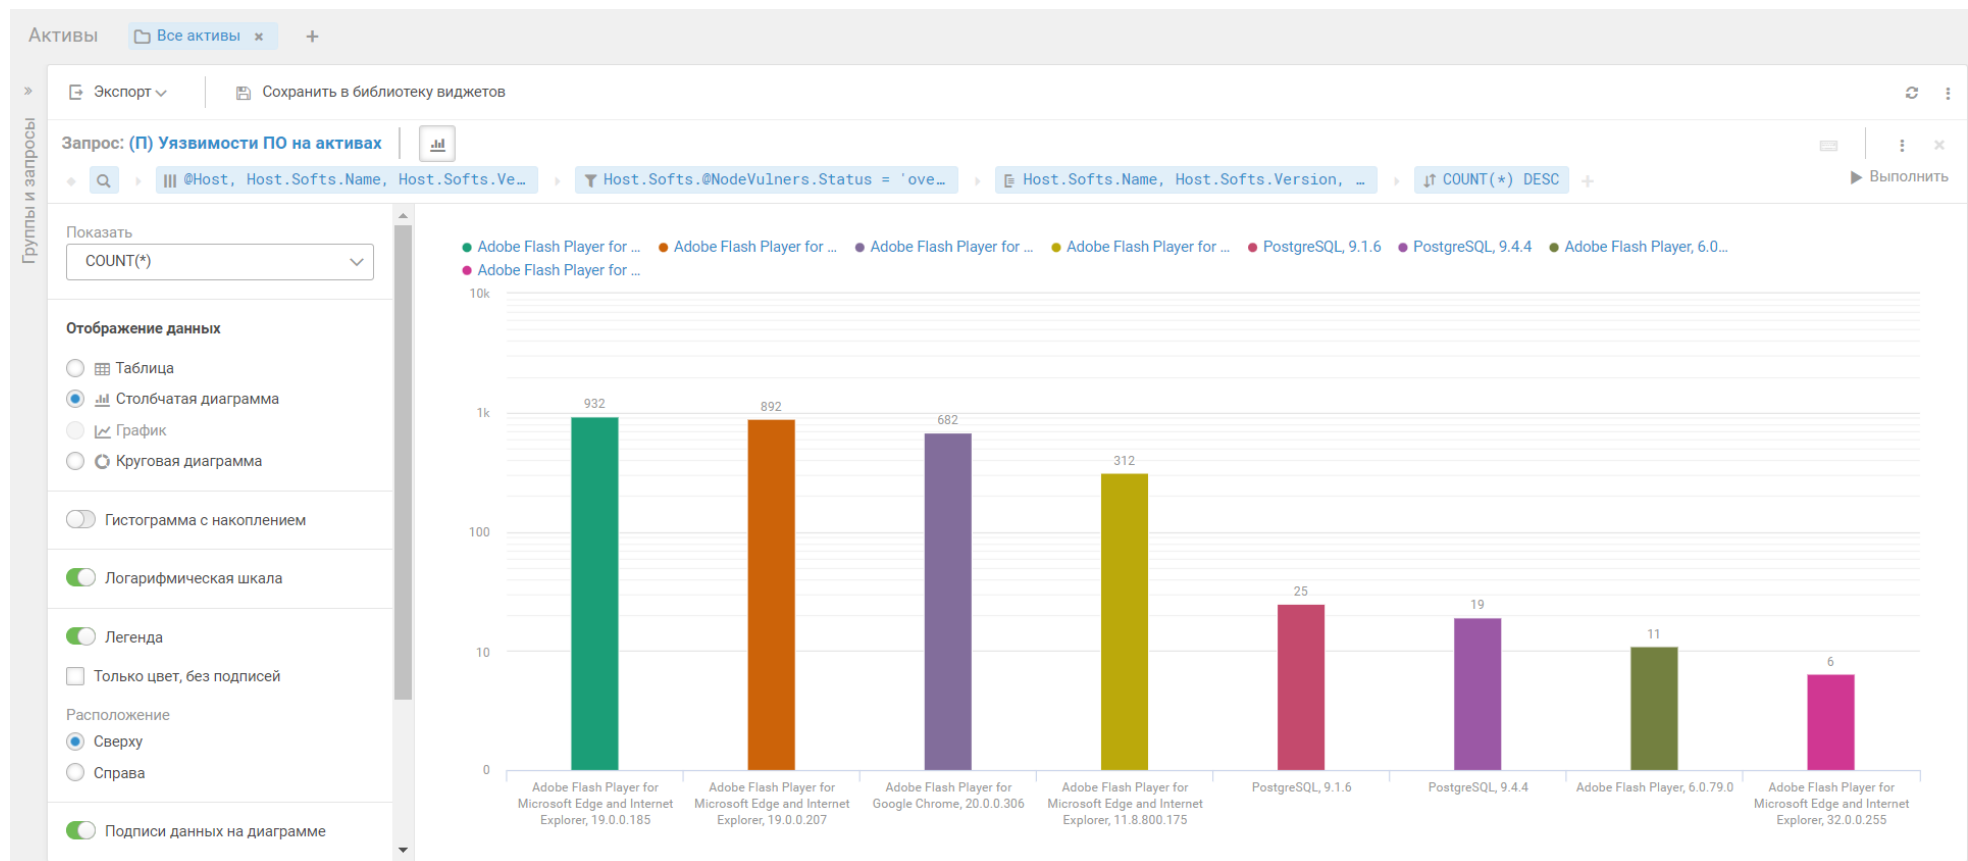 Активы
Все активы
Группы и запросы
Экспорт
Сохранить в библиотеку виджетов
Запрос: (П) Уязвимости ПО на активах
@Host, Host.Softs.Name, Host.Softs.Ve…
Host.Softs.@NodeVulners.Status = 'ove…
Host.Softs.Name, Host.Softs.Version, …
COUNT(*) DESC
Выполнить
Показать
COUNT(*)
Отображение данных
Таблица
Столбчатая диаграмма
График
Круговая диаграмма
Гистограмма с накоплением
Логарифмическая шкала
Легенда
Только цвет, без подписей
Расположение
Сверху
Справа
Подписи данных на диаграмме
Adobe Flash Player for ... Adobe Flash Player for ... Adobe Flash Player for ... Adobe Flash Player for ... PostgreSQL, 9.1.6 PostgreSQL, 9.4.4 Adobe Flash Player, 6.0...
Adobe Flash Player for ...
10k
1k
100
10
0
932
892
682
312
25
19
11
6
Adobe Flash Player for
Microsoft Edge and Internet
Explorer, 19.0.0.185
Adobe Flash Player for
Microsoft Edge and Internet
Explorer, 19.0.0.207
Adobe Flash Player for
Google Chrome, 20.0.0.306
Adobe Flash Player for
Microsoft Edge and Internet
Explorer, 11.8.800.175
PostgreSQL, 9.1.6
PostgreSQL, 9.4.4
Adobe Flash Player, 6.0.79.0
Adobe Flash Player for
Microsoft Edge and Internet
Explorer, 32.0.0.255